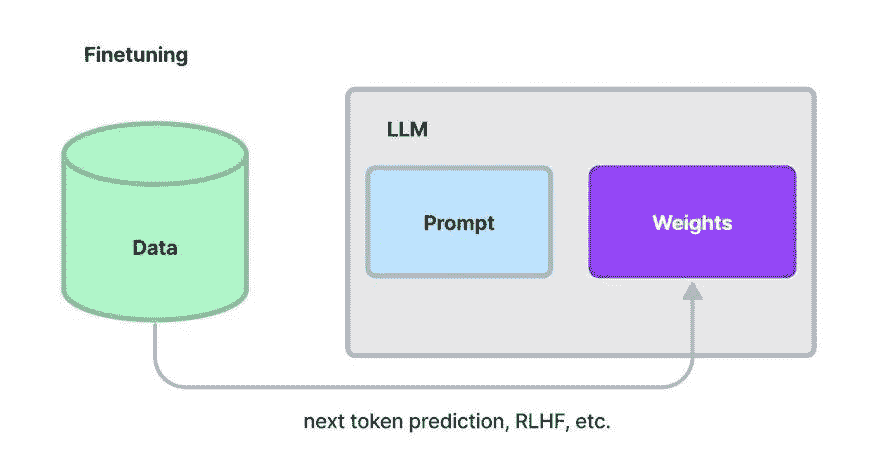 Finetuning
LLM
Data
Prompt
Weights
next token prediction, RLHF, etc.